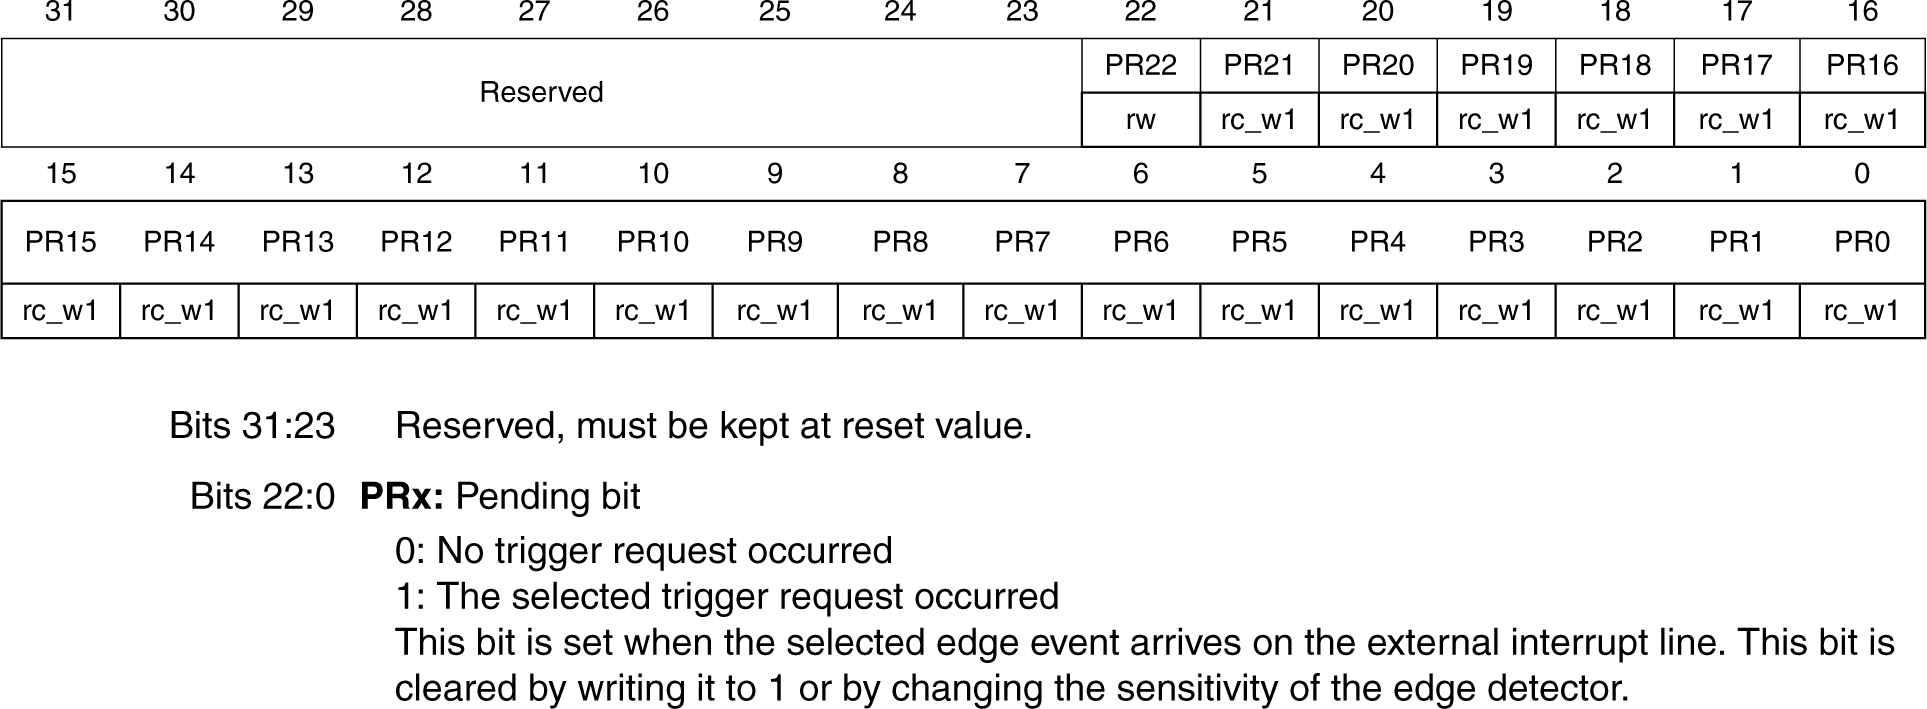 31 30 29 28 27 26 25 24 23 22 21 20 19 18 17 16
Reserved PR22 PR21 PR20 PR19 PR18 PR17 PR16
rw rc_w1 rc_w1 rc_w1 rc_w1 rc_w1 rc_w1
15 14 13 12 11 10 9 8 7 6 5 4 3 2 1 0
PR15 PR14 PR13 PR12 PR11 PR10 PR9 PR8 PR7 PR6 PR5 PR4 PR3 PR2 PR1 PR0
rc_w1 rc_w1 rc_w1 rc_w1 rc_w1 rc_w1 rc_w1 rc_w1 rc_w1 rc_w1 rc_w1 rc_w1 rc_w1 rc_w1 rc_w1 rc_w1
Bits 31:23 Reserved, must be kept at reset value.
Bits 22:0 PRx: Pending bit
0: No trigger request occurred
1: The selected trigger request occurred
This bit is set when the selected edge event arrives on the external interrupt line. This bit is
cleared by writing it to 1 or by changing the sensitivity of the edge detector.